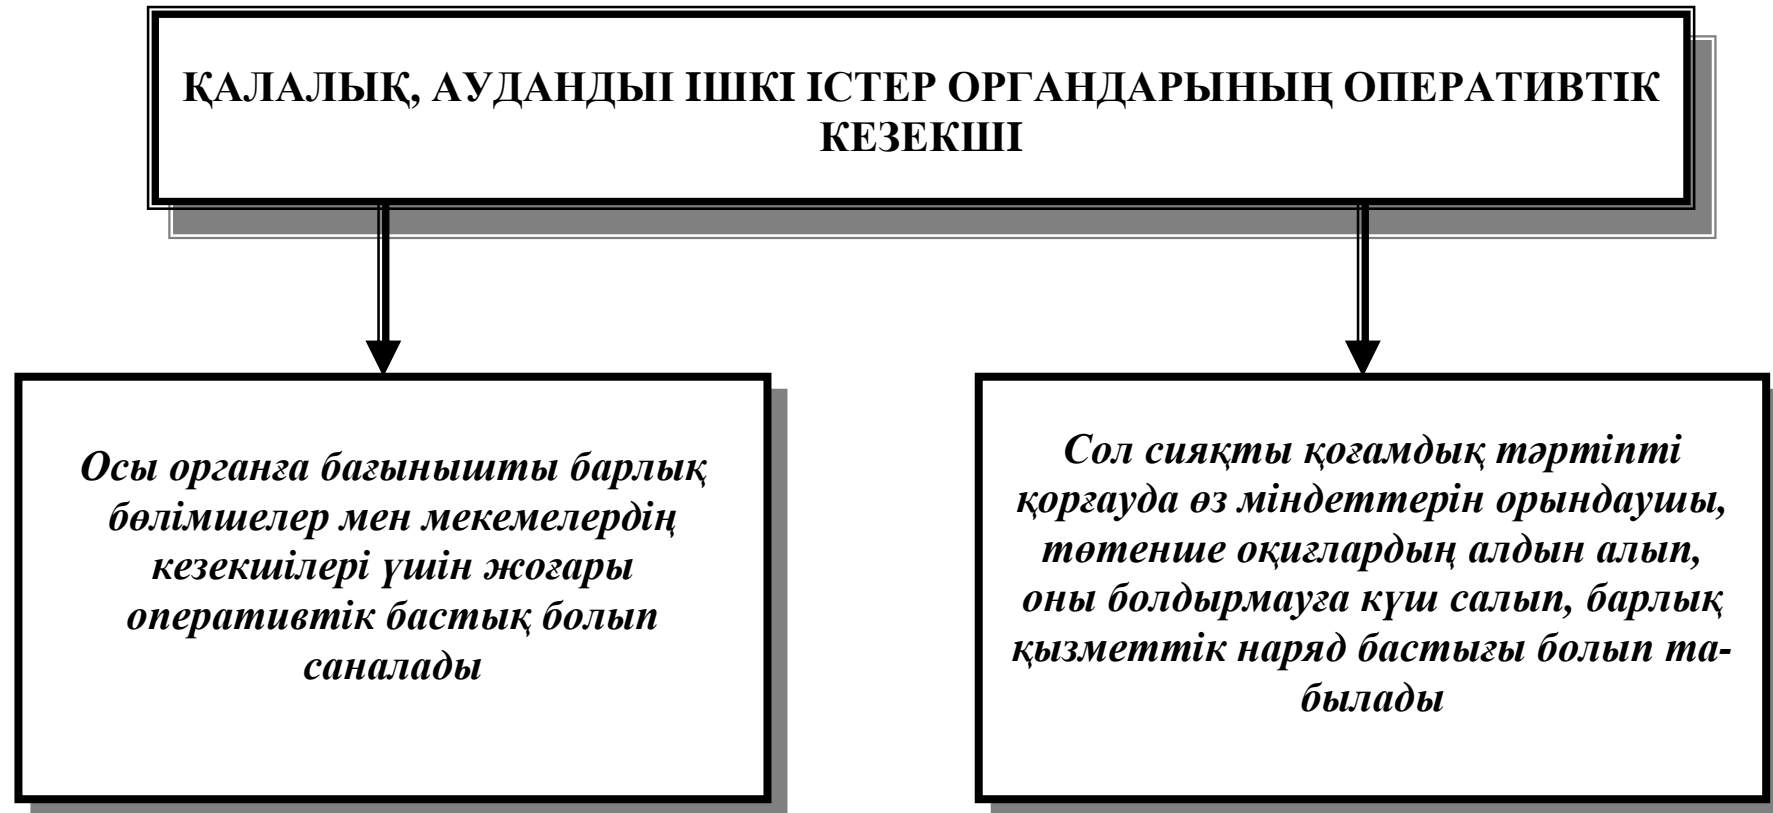 ҚАЛАЛЫҚ, АУДАНДЫІ ІШКІ ІСТЕР ОРГАНДАРЫНЫҢ ОПЕРАТИВТІК
КЕЗЕКШІ
Осы органға бағынышты барлық
бөлімшелер мен мекемелердің
кезекшілері үшін жоғары
оперативтік бастық болып
саналады
Сол сияқты қоғамдық тәртіпті
қорғауда өз міндеттерін орындаушы,
төтенше оқиғлардың алдын алып,
оны болдырмауға күш салып, барлық
қызметтік наряд бастығы болып та-
былады